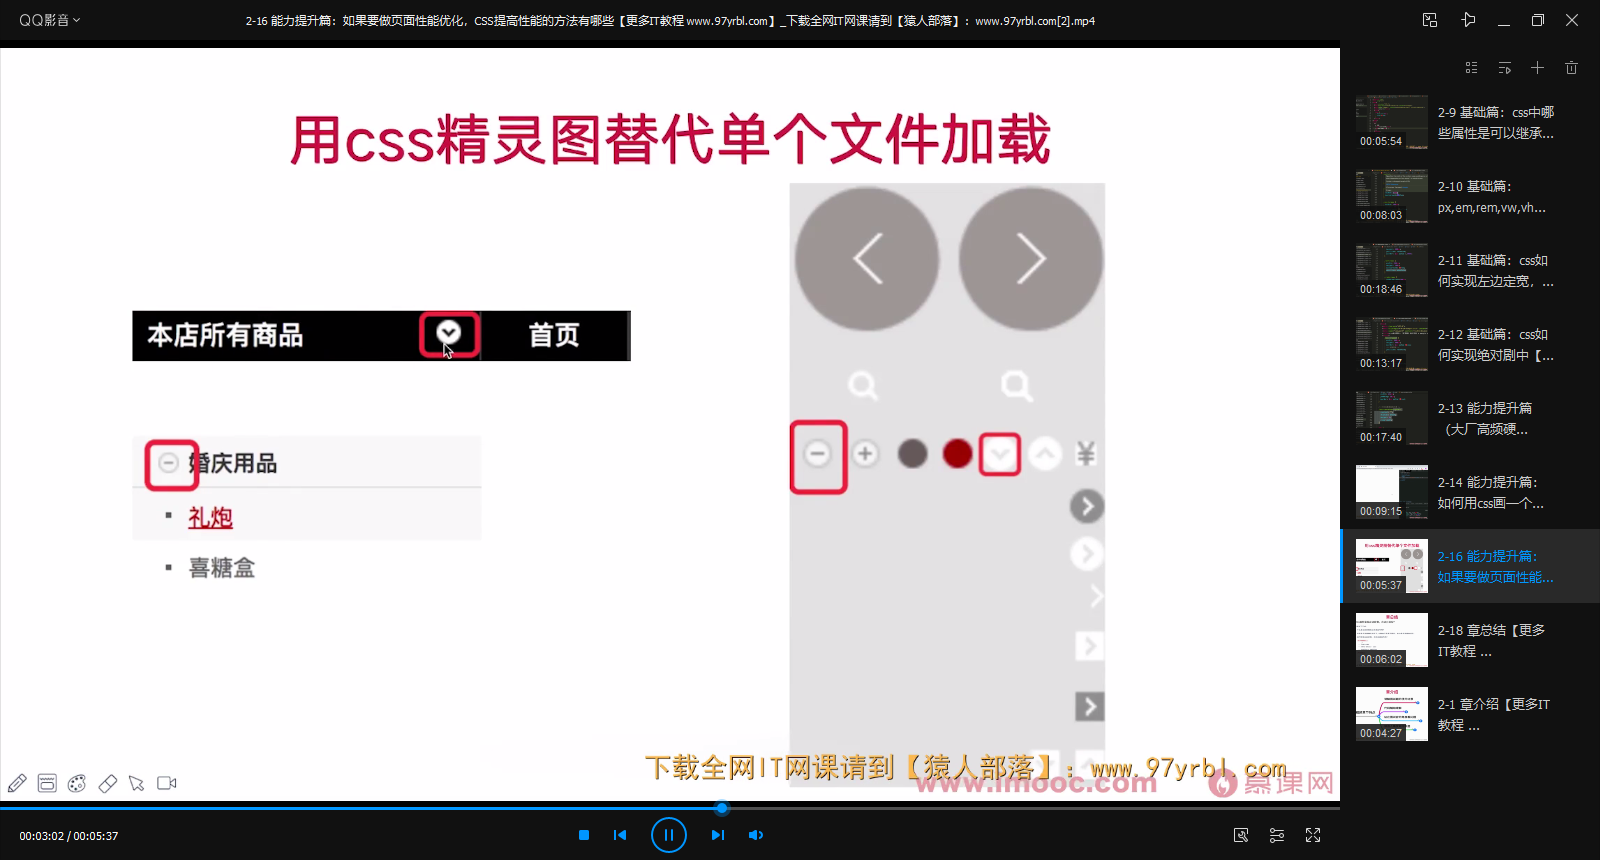 QQ影音
2-16 能力提升篇：如果要做页面性能优化，CSS提高性能的方法有哪些【更多IT教程 www.97yrbl.com】_下载全网IT网课请到【猿人部落】：www.97yrbl.com[2].mp4
用css精灵图替代单个文件加载
本店所有商品
首页
婚庆用品
礼炮
喜糖盒
¥
下载全网IT网课请到【猿人部落】：www.97yrbl.com
www.imooc.com
慕课网
00:03:02 / 00:05:37
00:05:54
2-9 基础篇：css中哪
些属性是可以继承...
00:08:03
2-10 基础篇：
px,em,rem,vw,vh...
00:18:46
2-11 基础篇：css如
何实现左边定宽，...
00:13:17
2-12 基础篇：css如
何实现绝对剧中【...
00:17:40
2-13 能力提升篇
（大厂高频硬...
00:09:15
2-14 能力提升篇：
如何用css画一个...
00:05:37
2-16 能力提升篇：
如果要做页面性能...
00:06:02
2-18 章总结【更多
IT教程 ...
00:04:27
2-1 章介绍【更多IT
教程 ...